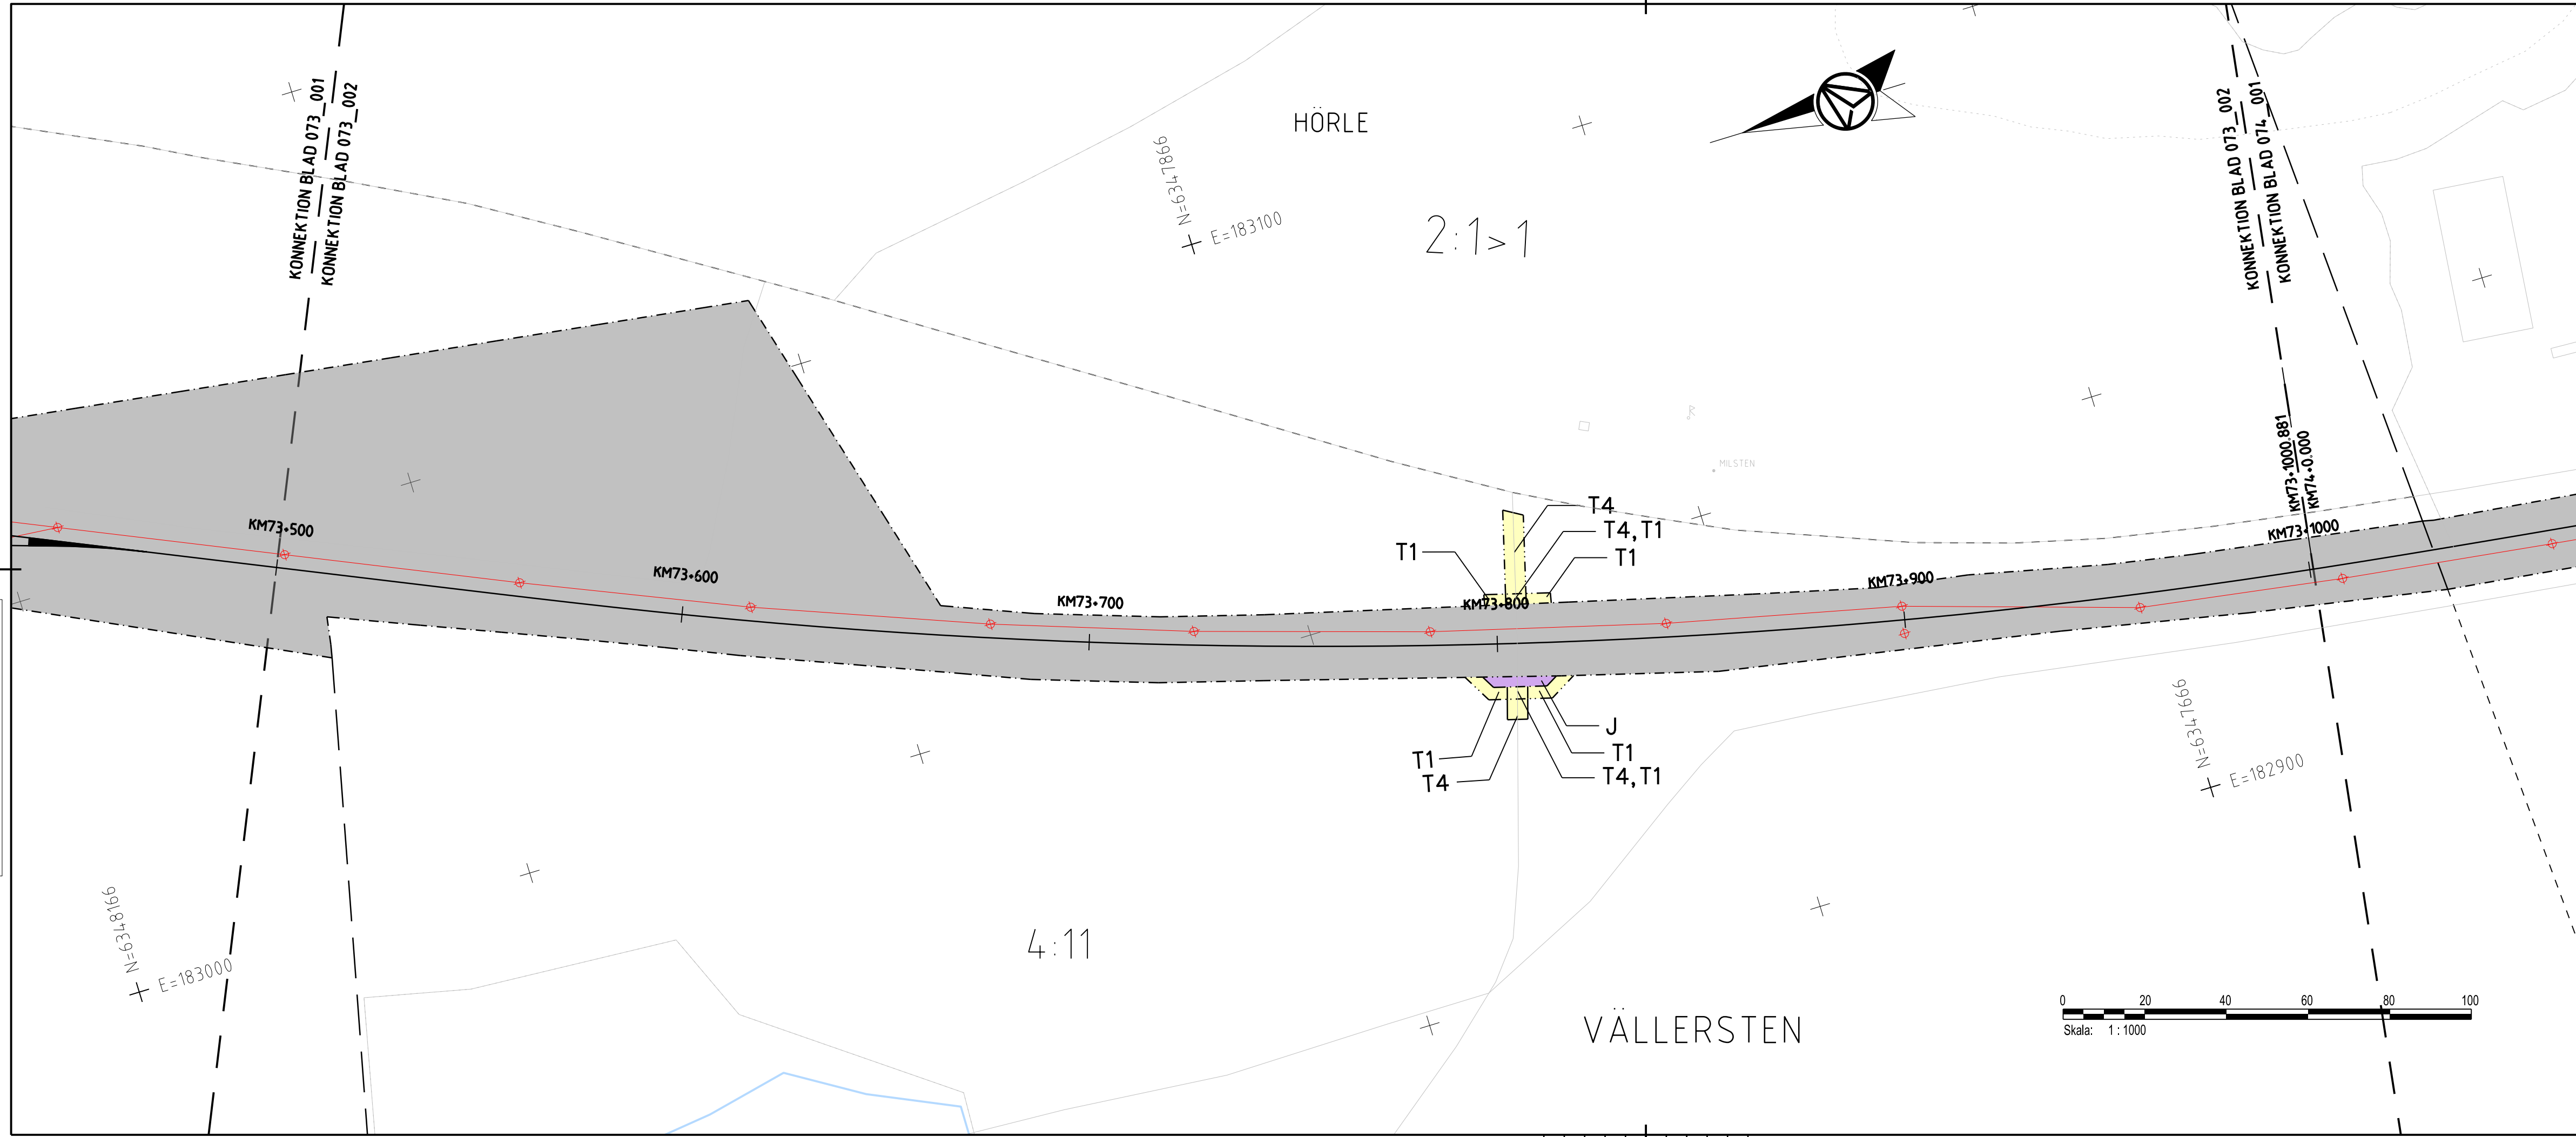 KONNEKTION BLAD 073_001
KONNEKTION BLAD 073_002
HÖRLE
N=6347866
E=183100
2:1>1
KONNEKTION BLAD 073_002
KONNEKTION BLAD 074_001
R
MILSTEN
KM73+1000.881
KM74+0.000
KM73+500
KM73+600
KM73+700
KM73+800
KM73+900
KM73+1000
T4
T4,T1
T1
T1
J
T1
T4,T1
T1
T4
N=6347666
E=182900
N=6348166
E=183000
4:11
VÄLLERSTEN
0 20 40 60 80 100
Skala: 1:1000